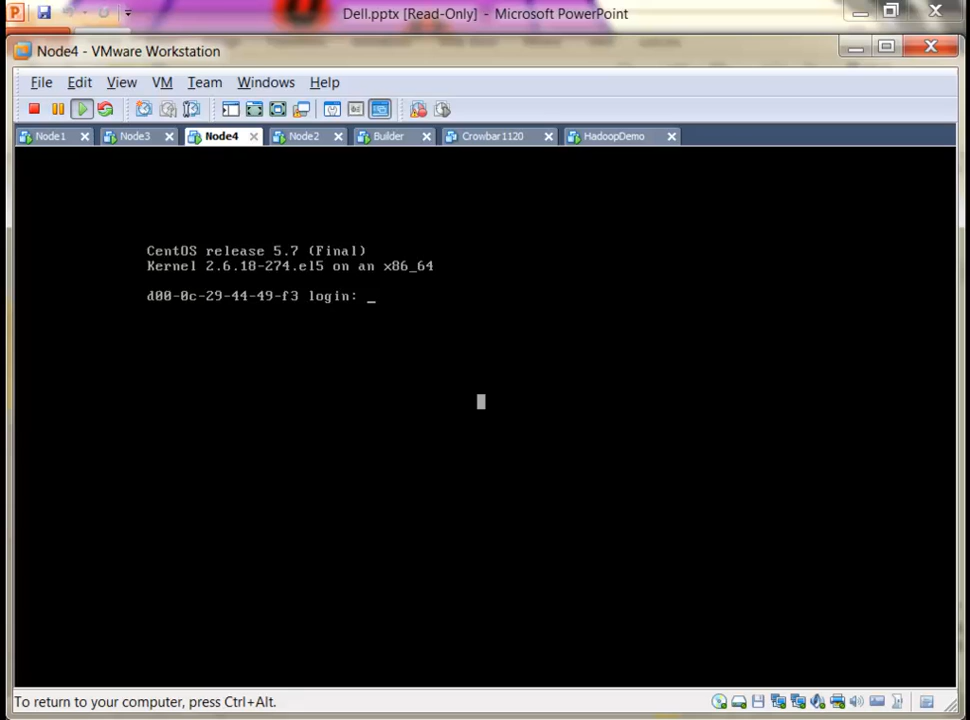 Dell.pptx [Read-Only] - Microsoft PowerPoint
Node4 - VMware Workstation
File Edit View VM Team Windows Help
Node1 Node3 Node4 Node2 Builder Crowbar1120 HadoopDemo
CentOS release 5.7 (Final)
Kernel 2.6.18-274.el5 on an x86_64
d00-0c-29-44-49-f3 login: _
To return to your computer, press Ctrl+Alt.